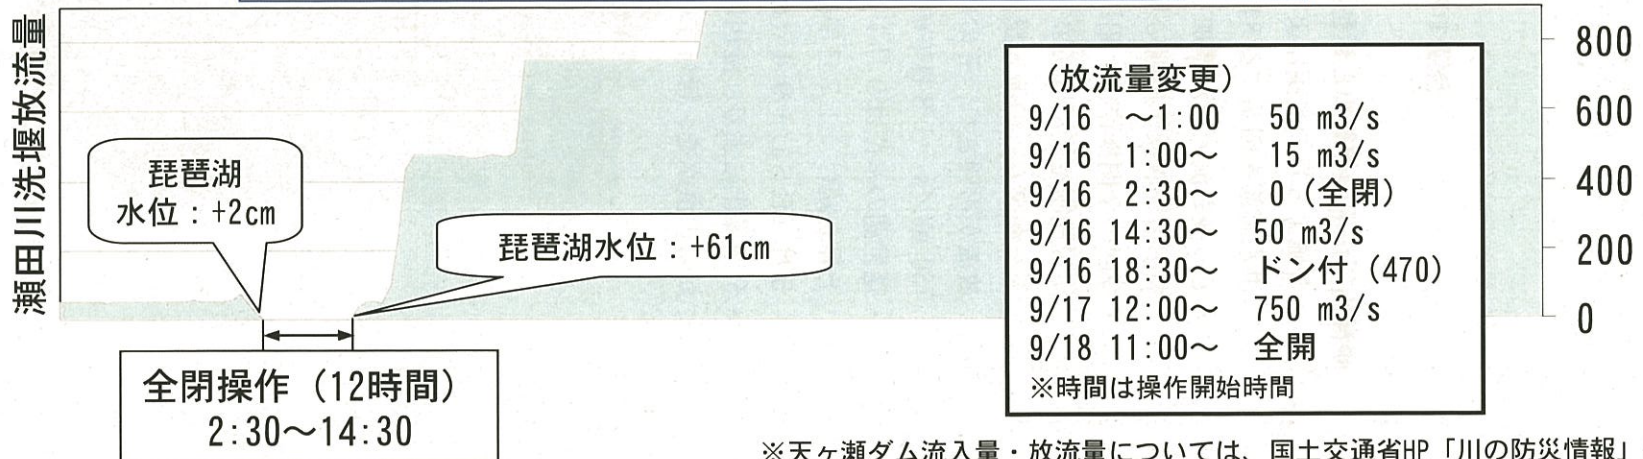 瀬田川洗堰放流量
琵琶湖
水位：+2cm
琵琶湖水位：+61cm
全閉操作（12時間）
2:30～14:30
（放流量変更）
9/16 ～1:00 50 m3/s
9/16 1:00～ 15 m3/s
9/16 2:30～ 0（全閉）
9/16 14:30～ 50 m3/s
9/16 18:30～ ドン付（470）
9/17 12:00～ 750 m3/s
9/18 11:00～ 全開
※時間は操作開始時間
800
600
400
200
0
※天ヶ瀬ダム流入量・放流量については、国土交通省HP「川の防災情報」